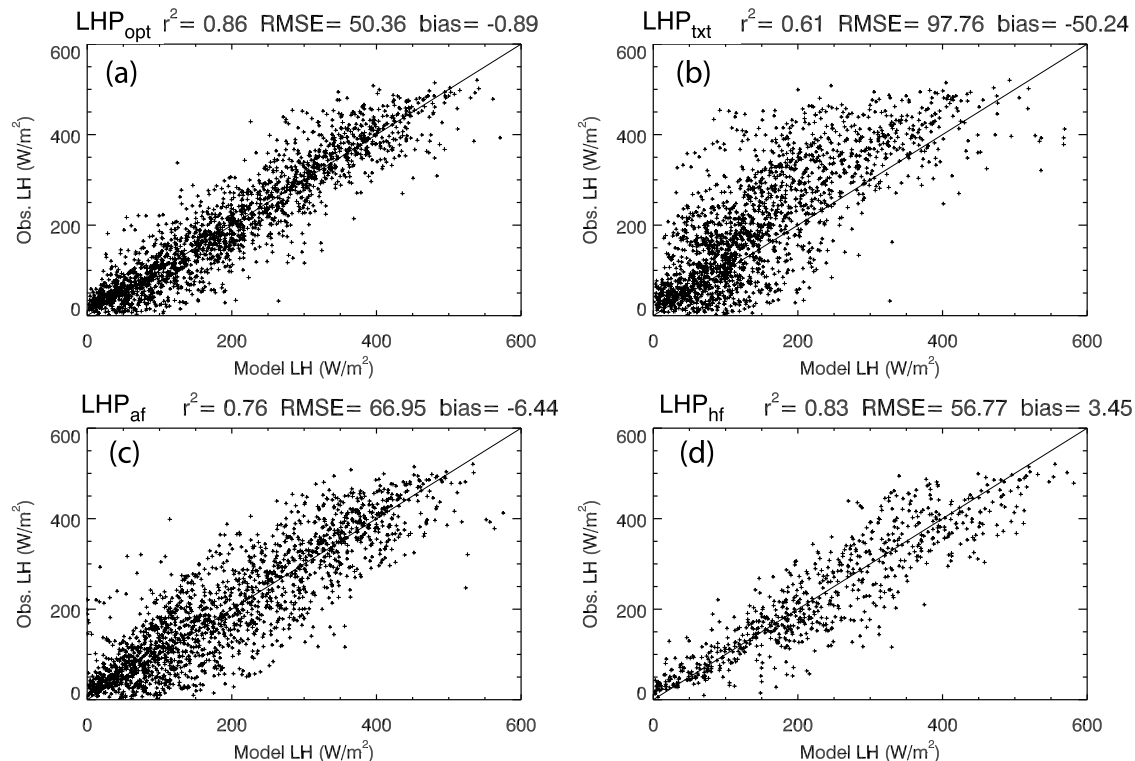 LHPopt r2= 0.86 RMSE= 50.36 bias= -0.89
(a)
600
400
200
0
Obs. LH (W/m2)
0 200 400 600
Model LH (W/m2)
LHPtxt r2= 0.61 RMSE= 97.76 bias= -50.24
(b)
600
400
200
0
Obs. LH (W/m2)
0 200 400 600
Model LH (W/m2)
LHPaf r2= 0.76 RMSE= 66.95 bias= -6.44
(c)
600
400
200
0
Obs. LH (W/m2)
0 200 400 600
Model LH (W/m2)
LHPhf r2= 0.83 RMSE= 56.77 bias= 3.45
(d)
600
400
200
0
Obs. LH (W/m2)
0 200 400 600
Model LH (W/m2)